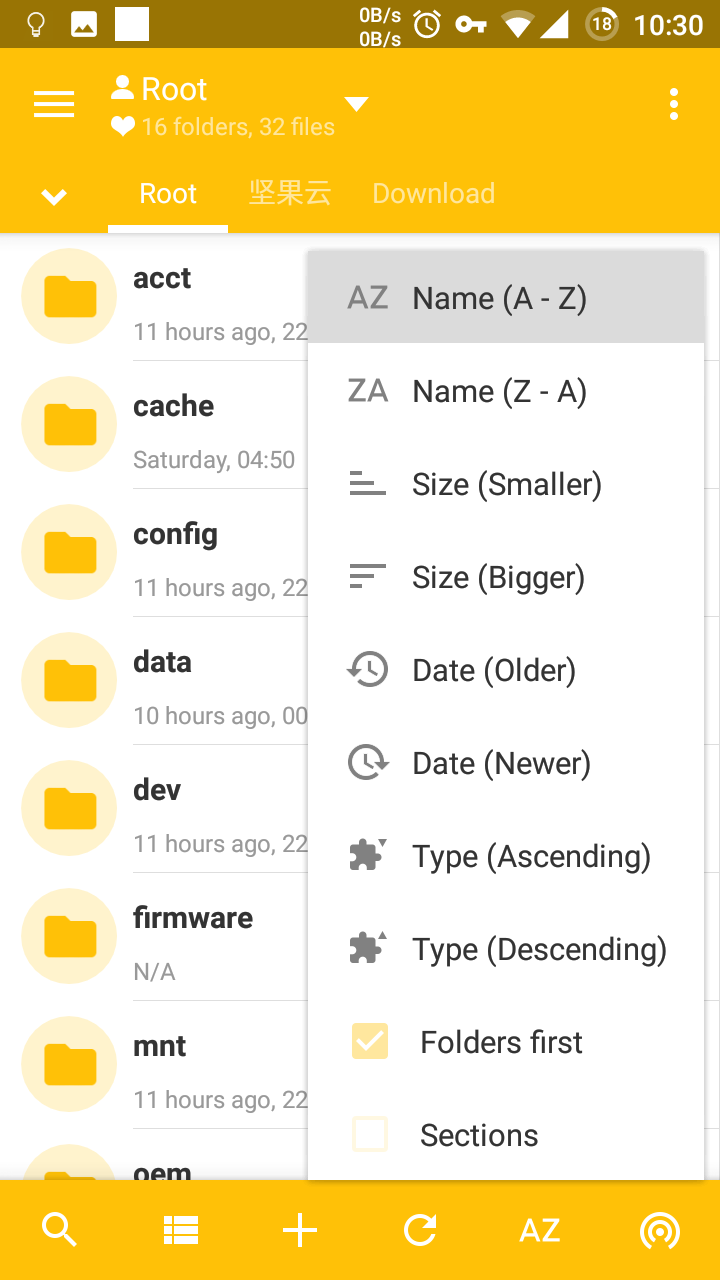 0B/s
0B/s
18
10:30
Root
16 folders, 32 files
Root
坚果云
Download
acct
11 hours ago, 22
cache
Saturday, 04:50
config
11 hours ago, 22
data
10 hours ago, 00
dev
11 hours ago, 22
firmware
N/A
mnt
11 hours ago, 22
oem
AZ Name (A - Z)
ZA Name (Z - A)
Size (Smaller)
Size (Bigger)
Date (Older)
Date (Newer)
Type (Ascending)
Type (Descending)
Folders first
Sections
AZ